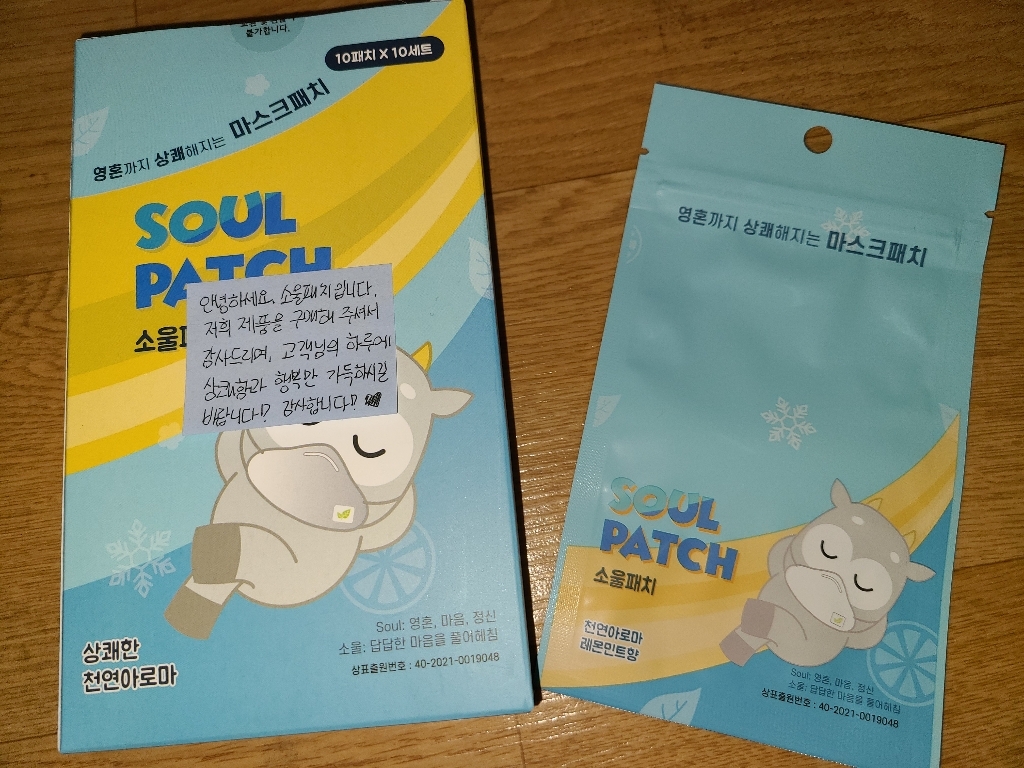 불가합니다.
10패치 X 10세트
영혼까지 상쾌해지는 마스크패치
SOUL
PATCH
소울패
안녕하세요. 소울패치입니다.
저희 제품을 구매해 주셔서
감사드리며, 고객님의 하루에
상쾌함과 행복만 가득하시길
바랍니다♡ 감사합니다♡
Soul: 영혼, 마음, 정신
소울: 답답한 마음을 풀어헤침
상표출원번호 : 40-2021-0019048
상쾌한
천연아로마
영혼까지 상쾌해지는 마스크패치
SOUL
PATCH
소울패치
천연아로마
레몬민트향
Soul: 영혼, 마음, 정신
소울: 답답한 마음을 풀어헤침
상표출원번호 : 40-2021-0019048